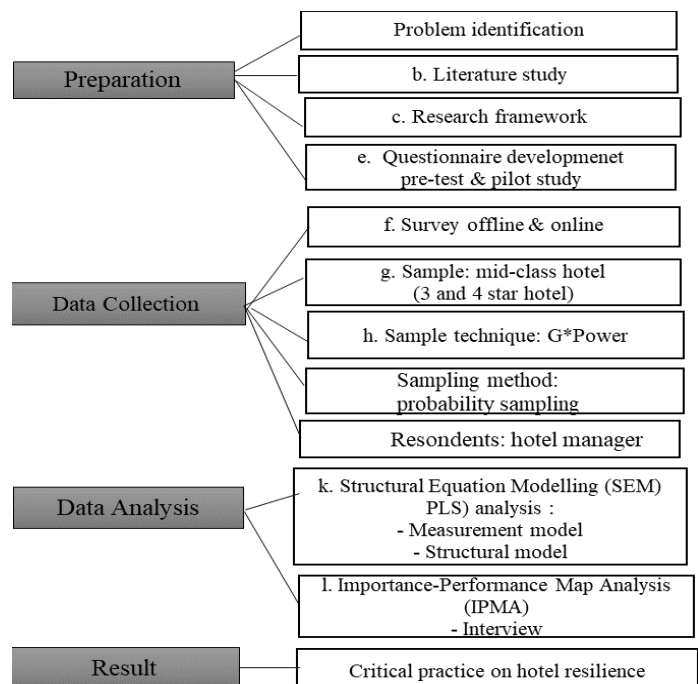 Problem identification
Preparation
b. Literature study
c. Research framework
e. Questionnaire developmenet
pre-test & pilot study
f. Survey offline & online
g. Sample: mid-class hotel
(3 and 4 star hotel)
Data Collection
h. Sample technique: G*Power
Sampling method:
probability sampling
Resondents: hotel manager
k. Structural Equation Modelling (SEM)
PLS) analysis :
- Measurement model
- Structural model
Data Analysis
l. Importance-Performance Map Analysis
(IPMA)
- Interview
Result
Critical practice on hotel resilience